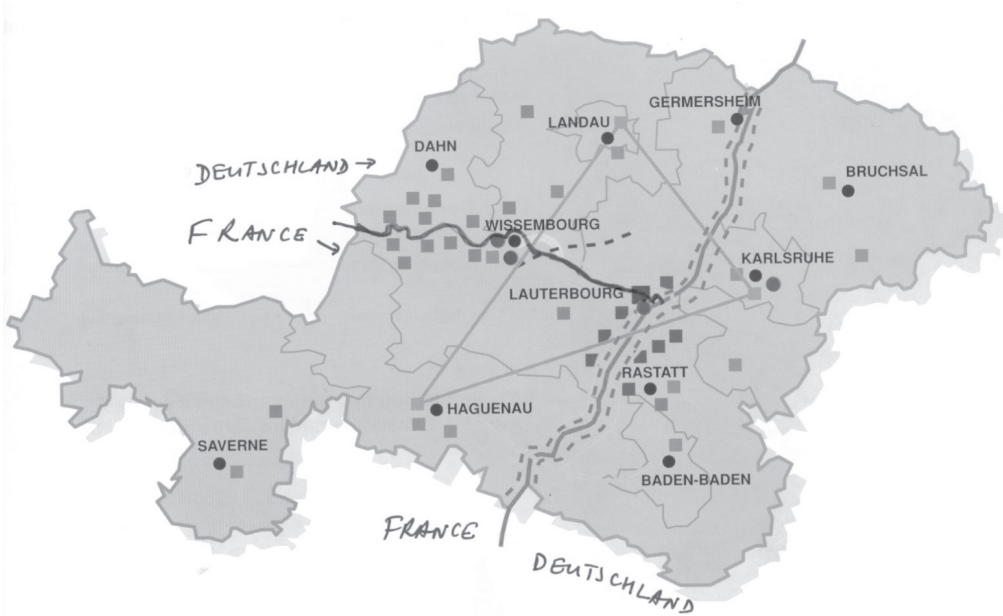 GERMERSHEIM
LANDAU
DAHN
DEUTSCHLAND →
BRUCHSAL
FRANCE
WISSEMBOURG
KARLSRUHE
LAUTERBOURG
RASTATT
HAGUENAU
SAVERNE
BADEN-BADEN
FRANCE
DEUTSCHLAND